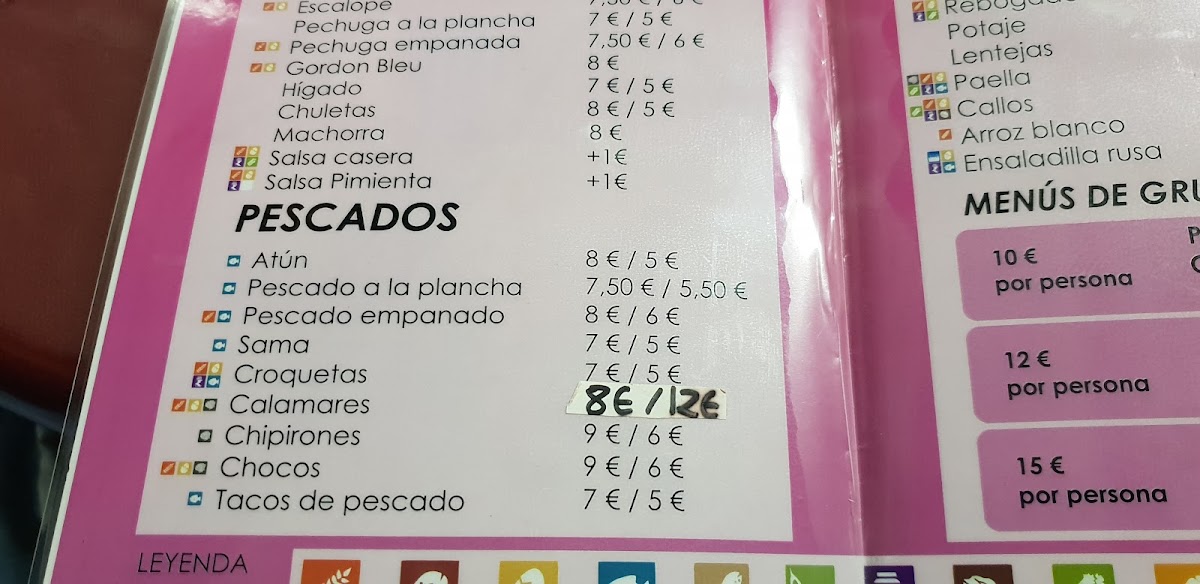 Escalope 7,50 € / 6 €
Pechuga a la plancha 7 € / 5 €
Pechuga empanada 7,50 € / 6 €
Gordon Bleu 8 €
Hígado 7 € / 5 €
Chuletas 8 € / 5 €
Machorra 8 €
Salsa casera +1€
Salsa Pimienta +1€
PESCADOS
Atún 8 € / 5 €
Pescado a la plancha 7,50 € / 5,50 €
Pescado empanado 8 € / 6 €
Sama 7 € / 5 €
Croquetas 7 € / 5 €
Calamares 8€ / 12€
Chipirones 9 € / 6 €
Chocos 9 € / 6 €
Tacos de pescado 7 € / 5 €
LEYENDA
Potaje
Lentejas
Paella
Callos
Arroz blanco
Ensaladilla rusa
MENÚS DE GRU
10 €
por persona
12 €
por persona
15 €
por persona